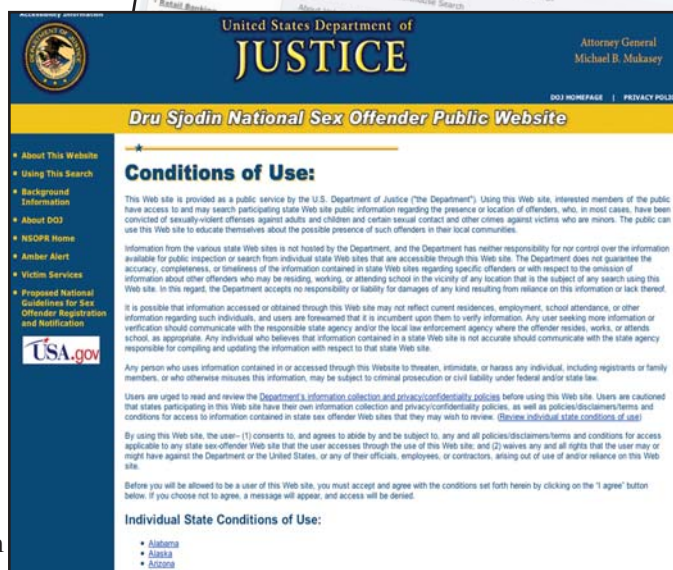 Retail Banking
House Search
Accessibility Information
United States Department of
JUSTICE
Attorney General
Michael B. Mukasey
DOJ HOMEPAGE | PRIVACY POLI
Dru Sjodin National Sex Offender Public Website
• About This Website
• Using This Search
• Background
Information
• About DOJ
• NSOPR Home
• Amber Alert
• Victim Services
• Proposed National
Guidelines for Sex
Offender Registration
and Notification
USA.gov
Conditions of Use:
This Web site is provided as a public service by the U.S. Department of Justice ("the Department"). Using this Web site, interested members of the public
have access to and may search participating state Web site public information regarding the presence or location of offenders, who, in most cases, have been
convicted of sexually-violent offenses against adults and children and certain sexual contact and other crimes against victims who are minors. The public can
use this Web site to educate themselves about the possible presence of such offenders in their local communities.
Information from the various state Web sites is not hosted by the Department, and the Department has neither responsibility for nor control over the information
available for public inspection or search from individual state Web sites that are accessible through this Web site. The Department does not guarantee the
accuracy, completeness, or timeliness of the information contained in state Web sites regarding specific offenders or with respect to the omission of
information about other offenders who may be residing, working, or attending school in the vicinity of any location that is the subject of any search using this
Web site. In this regard, the Department accepts no responsibility or liability for damages of any kind resulting from reliance on this information or lack thereof.
It is possible that information accessed or obtained through this Web site may not reflect current residences, employment, school attendance, or other
information regarding such individuals, and users are forewarned that it is incumbent upon them to verify information. Any user seeking more information or
verification should communicate with the responsible state agency and/or the local law enforcement agency where the offender resides, works, or attends
school, as appropriate. Any individual who believes that information contained in a state Web site is not accurate should communicate with the state agency
responsible for compiling and updating the information with respect to that state Web site.
Any person who uses information contained in or accessed through this Website to threaten, intimidate, or harass any individual, including registrants or family
members, or who otherwise misuses this information, may be subject to criminal prosecution or civil liability under federal and/or state law.
Users are urged to read and review the Department's information collection and privacy/confidentiality policies before using this Web site. Users are cautioned
that states participating in this Web site have their own information collection and privacy/confidentiality policies, as well as policies/disclaimers/terms and
conditions for access to information contained in state sex offender Web sites that they may wish to review. (Review individual state conditions of use)
By using this Web site, the user– (1) consents to, and agrees to abide by and be subject to, any and all policies/disclaimers/terms and conditions for access
applicable to any state sex-offender Web site that the user accesses through the use of this Web site; and (2) waives any and all rights that the user may or
might have against the Department or the United States, or any of their officials, employees, or contractors, arising out of use of and/or reliance on this Web
site.
Before you will be allowed to be a user of this Web site, you must accept and agree with the conditions set forth herein by clicking on the "I agree" button
below. If you choose not to agree, a message will appear, and access will be denied.
Individual State Conditions of Use:
• Alabama
• Alaska
• Arizona